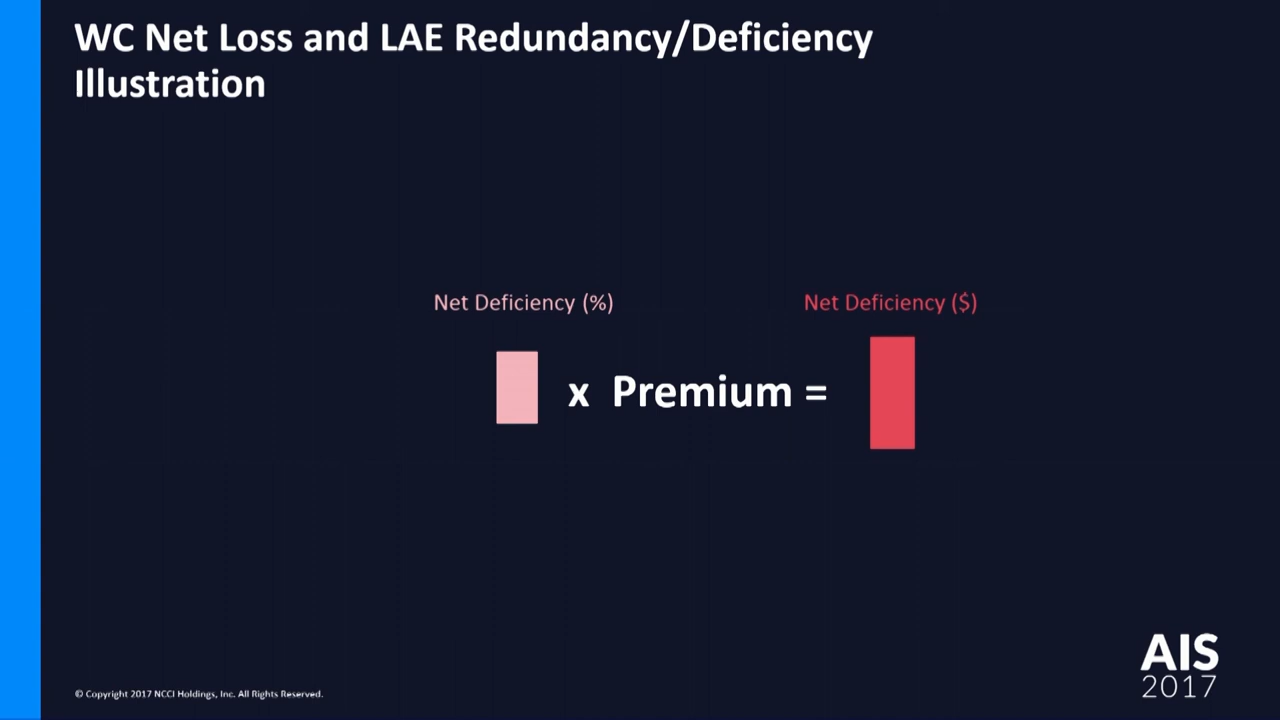 WC Net Loss and LAE Redundancy/Deficiency
Illustration
Net Deficiency (%)
Net Deficiency ($)
x Premium =
AIS
2017
© Copyright 2017 NCCI Holdings, Inc. All Rights Reserved.